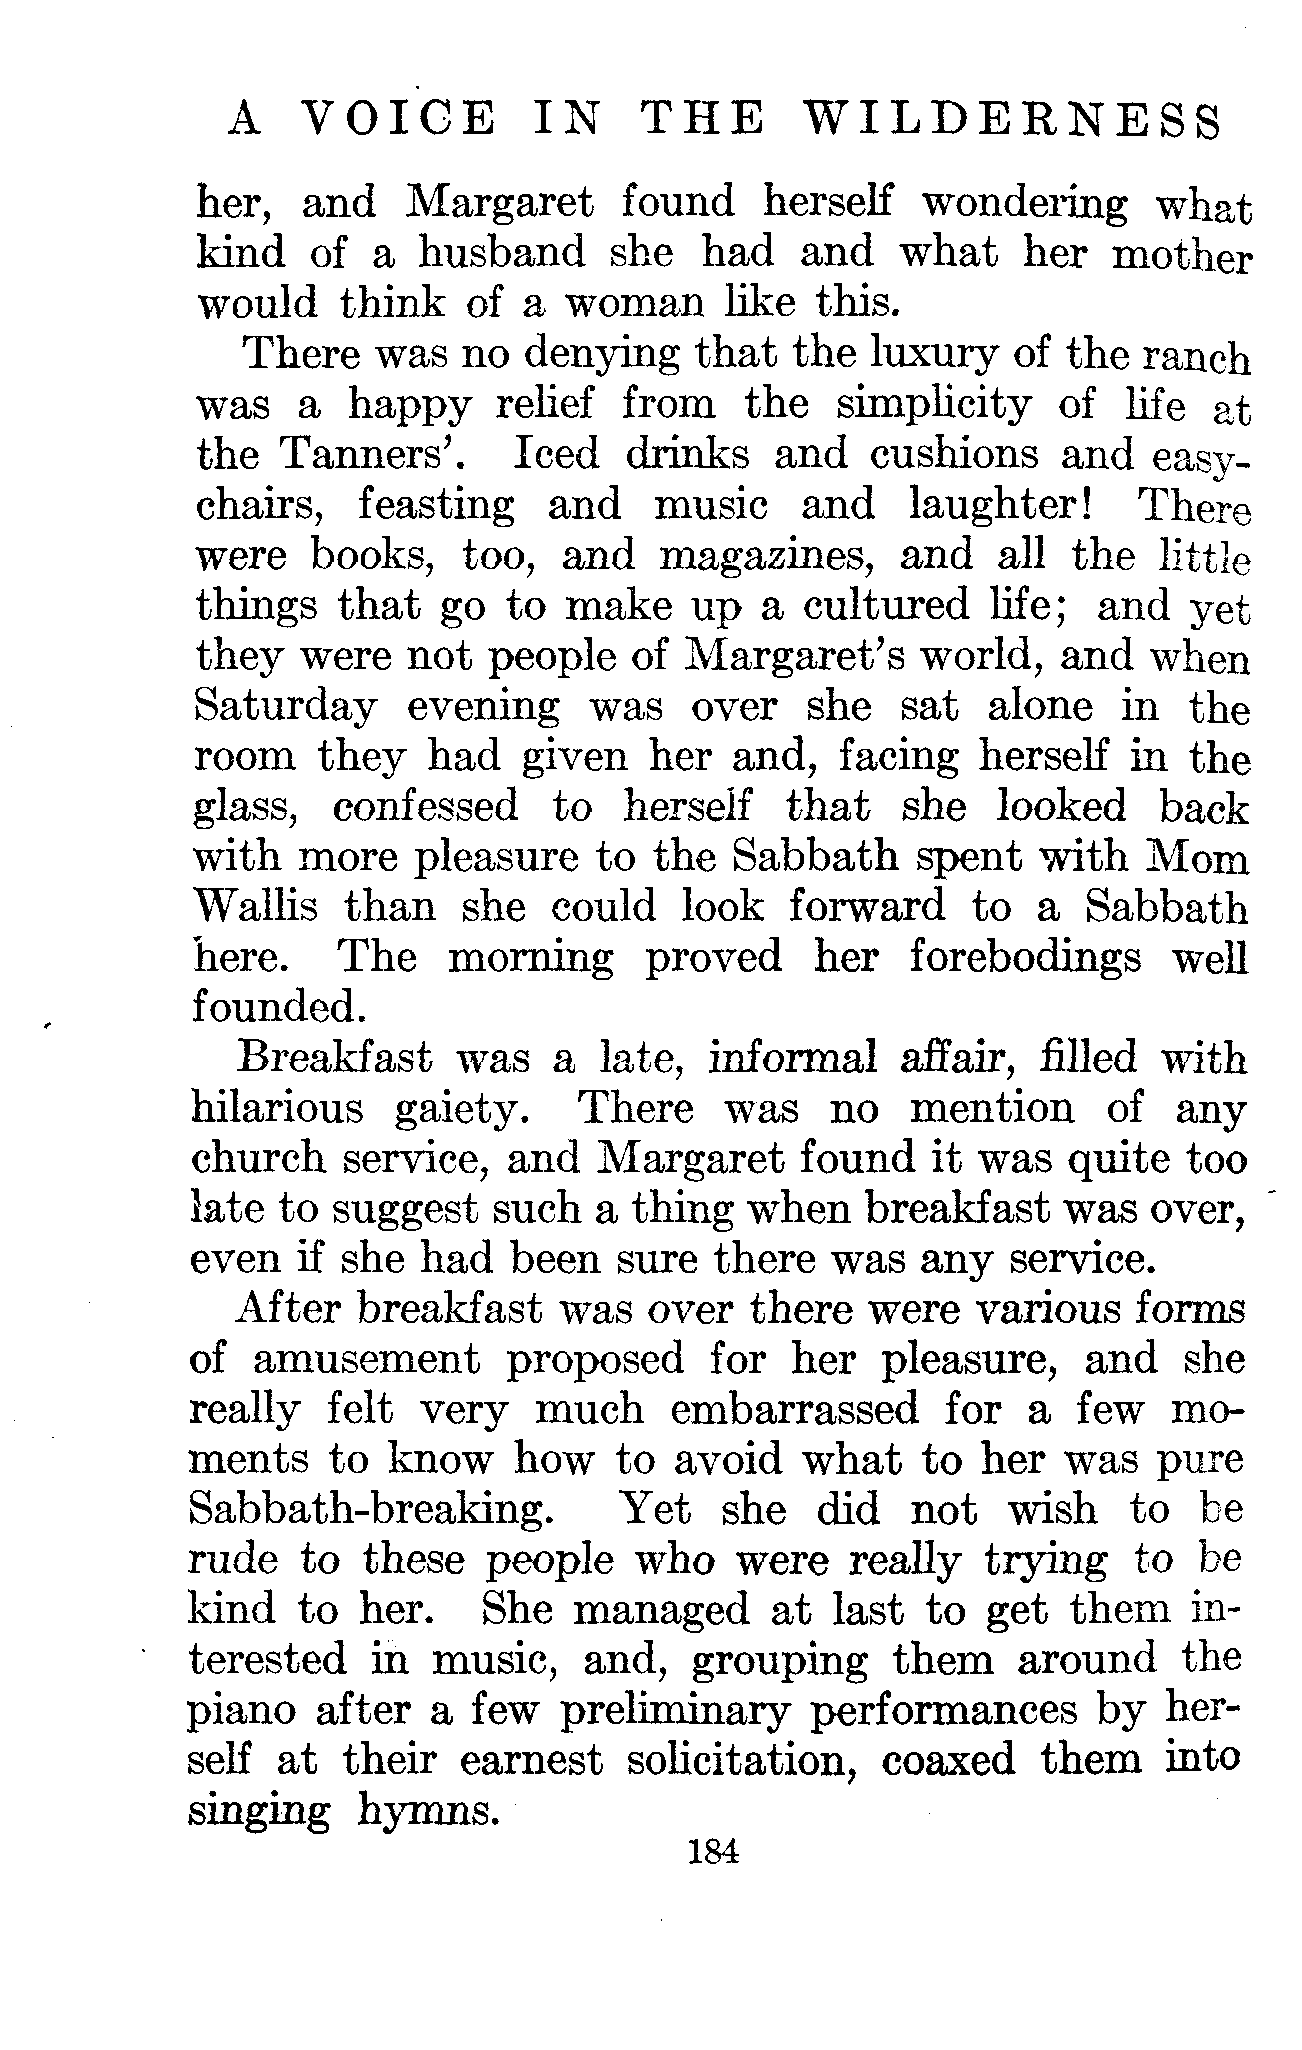 A VOICE IN THE WILDERNESS
her, and Margaret found herself wondering what
kind of a husband she had and what her mother
would think of a woman like this.
There was no denying that the luxury of the ranch
was a happy relief from the simplicity of life at
the Tanners'. Iced drinks and cushions and easy-
chairs, feasting and music and laughter! There
were books, too, and magazines, and all the little
things that go to make up a cultured life; and yet
they were not people of Margaret's world, and when
Saturday evening was over she sat alone in the
room they had given her and, facing herself in the
glass, confessed to herself that she looked back
with more pleasure to the Sabbath spent with Mom
Wallis than she could look forward to a Sabbath
here. The morning proved her forebodings well
founded.
Breakfast was a late, informal affair, filled with
hilarious gaiety. There was no mention of any
church service, and Margaret found it was quite too
late to suggest such a thing when breakfast was over,
even if she had been sure there was any service.
After breakfast was over there were various forms
of amusement proposed for her pleasure, and she
really felt very much embarrassed for a few mo-
ments to know how to avoid what to her was pure
Sabbath-breaking. Yet she did not wish to be
rude to these people who were really trying to be
kind to her. She managed at last to get them in-
terested in music, and, grouping them around the
piano after a few preliminary performances by her-
self at their earnest solicitation, coaxed them into
singing hymns.
184